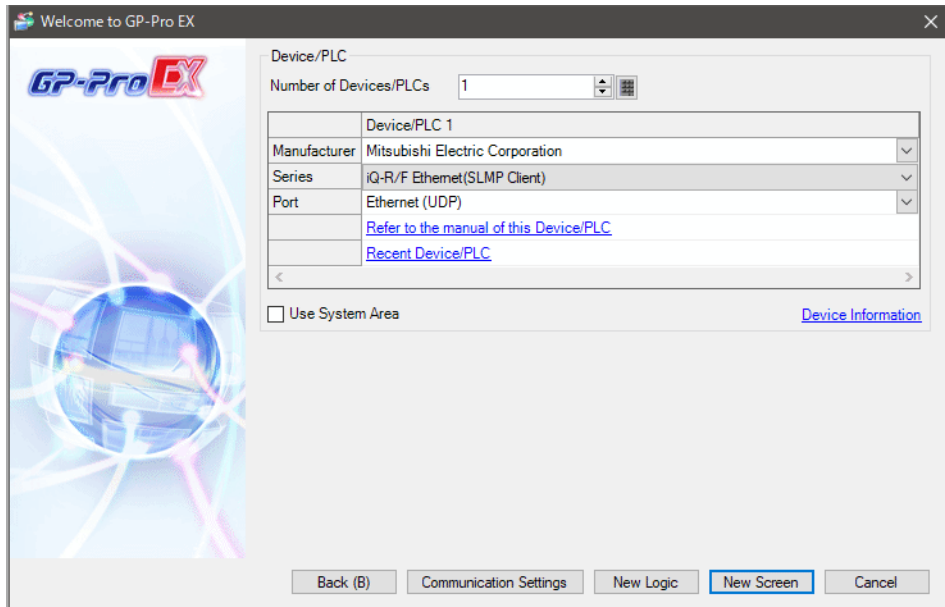 Welcome to GP-Pro EX
GP-Pro EX
Device/PLC
Number of Devices/PLCs 1
Device/PLC 1
Manufacturer Mitsubishi Electric Corporation
Series iQ-R/F Ethernet(SLMP Client)
Port Ethernet (UDP)
Refer to the manual of this Device/PLC
Recent Device/PLC
Use System Area Device Information
Back (B) Communication Settings New Logic New Screen Cancel